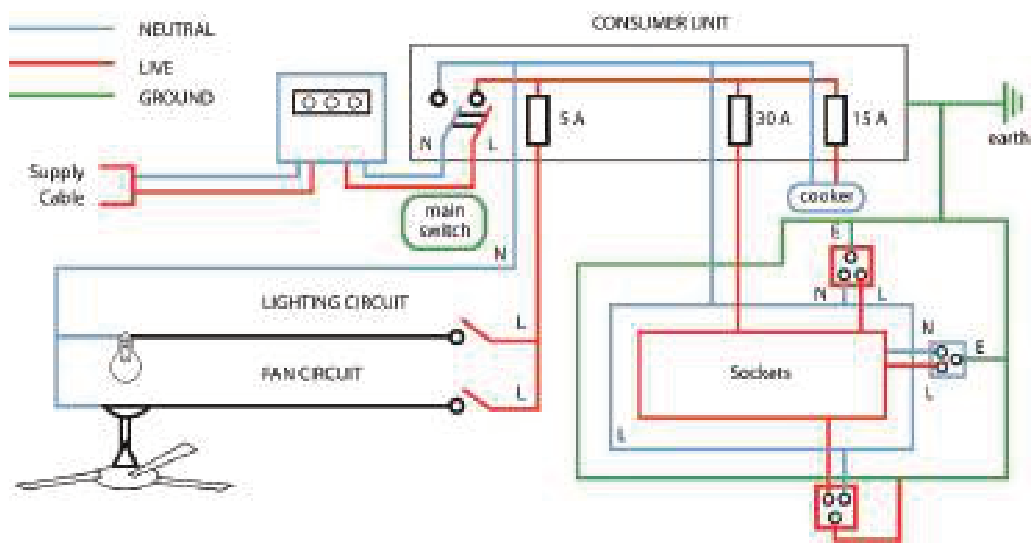 NEUTRAL
LIVE
GROUND
CONSUMER UNIT
N
L
5 A
30 A
15 A
earth
Supply
Cable
main
switch
cooker
N
E
LIGHTING CIRCUIT
L
N
L
FAN CIRCUIT
L
Sockets
N
E
L
E